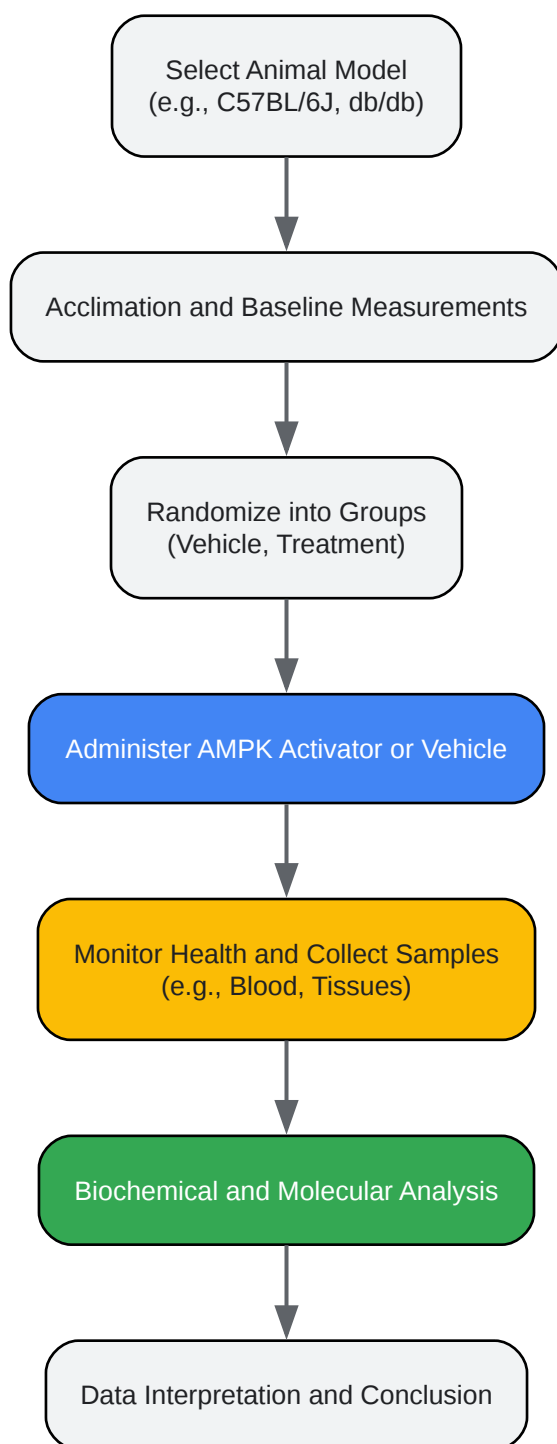 Select Animal Model
(e.g., C57BL/6J, db/db)
Acclimation and Baseline Measurements
Randomize into Groups
(Vehicle, Treatment)
Administer AMPK Activator or Vehicle
Monitor Health and Collect Samples
(e.g., Blood, Tissues)
Biochemical and Molecular Analysis
Data Interpretation and Conclusion